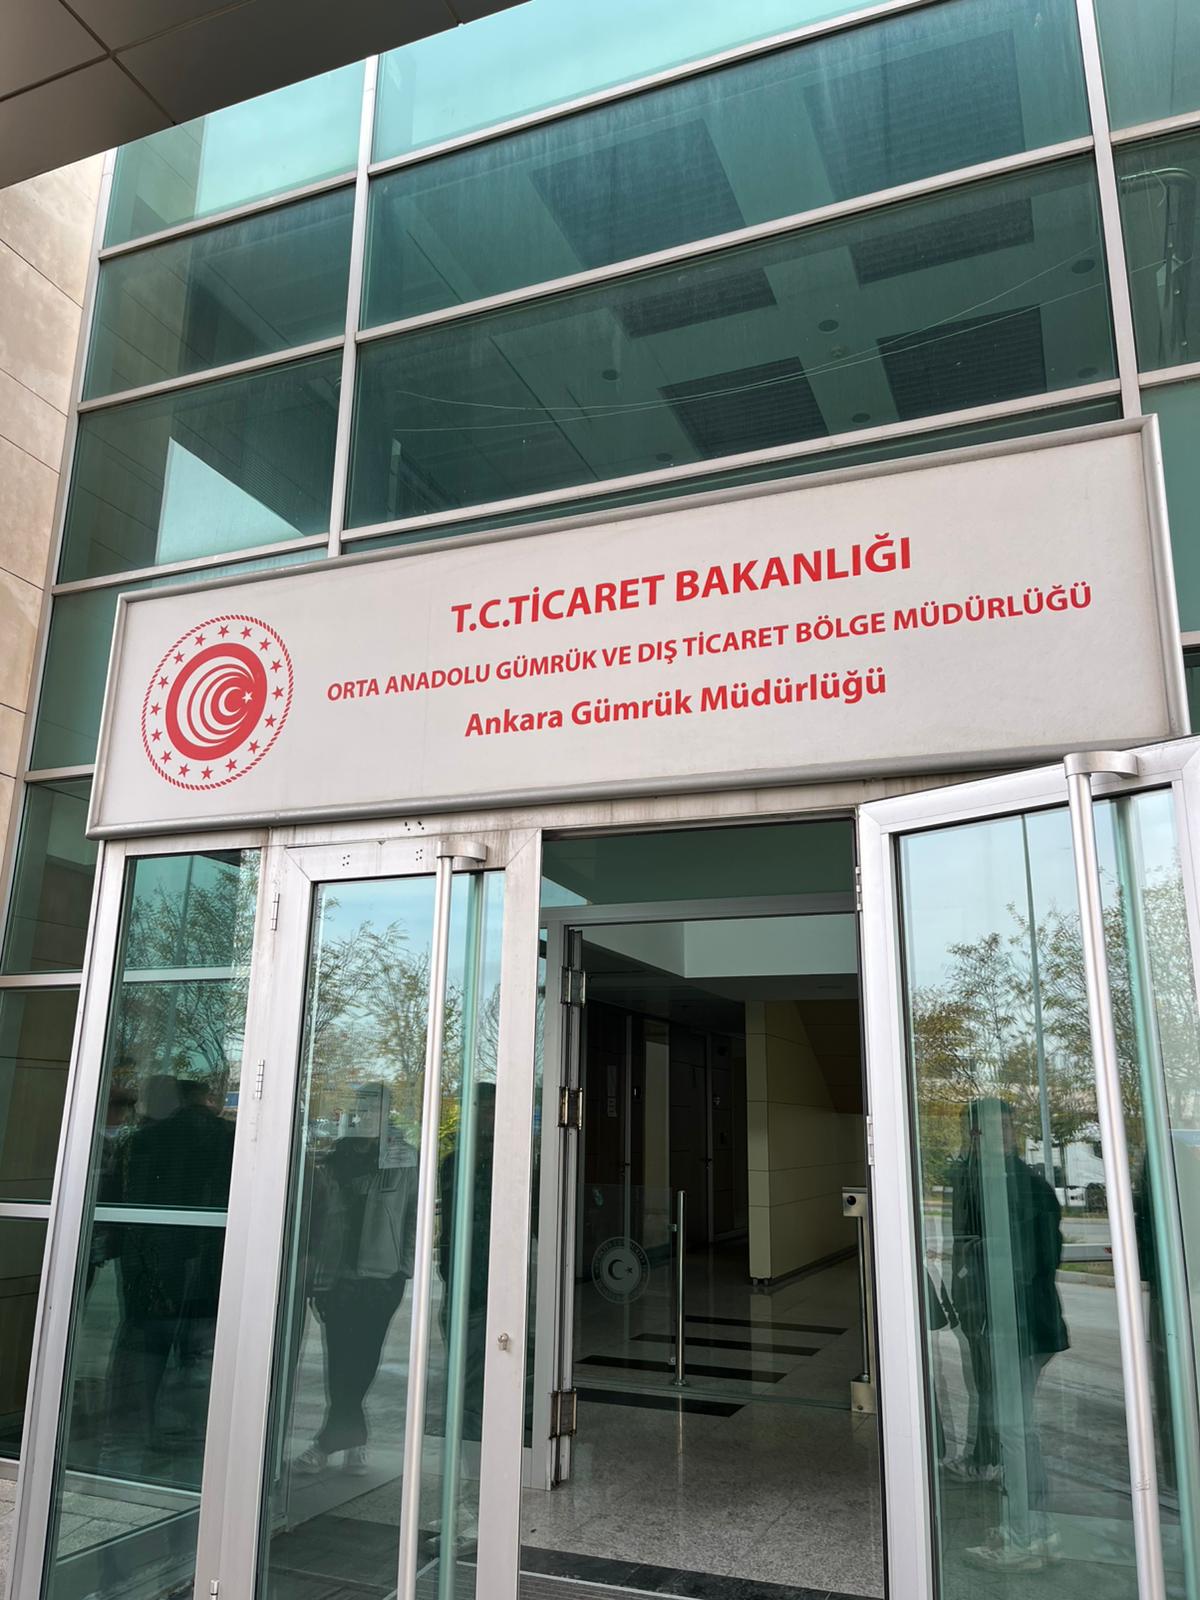 T.C.TİCARET BAKANLIĞI
ORTA ANADOLU GÜMRÜK VE DIŞ TİCARET BÖLGE MÜDÜRLÜĞÜ
Ankara Gümrük Müdürlüğü